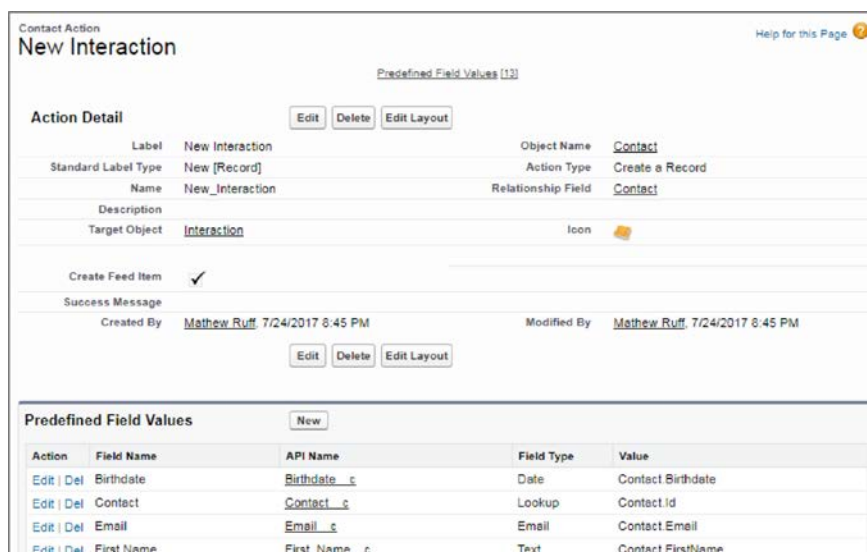 Contact Action
New Interaction
Help for this Page
Predefined Field Values [13]
Action Detail Edit Delete Edit Layout
Label New Interaction Object Name Contact
Standard Label Type New [Record] Action Type Create a Record
Name New_Interaction Relationship Field Contact
Description
Target Object Interaction Icon
Create Feed Item ✓
Success Message
Created By Mathew Ruff, 7/24/2017 8:45 PM Modified By Mathew Ruff, 7/24/2017 8:45 PM
Edit Delete Edit Layout
Predefined Field Values New
Action Field Name API Name Field Type Value
Edit | Del Birthdate Birthdate__c Date Contact.Birthdate
Edit | Del Contact Contact__c Lookup Contact.Id
Edit | Del Email Email__c Email Contact.Email
Edit | Del First Name First_Name__c Text Contact.FirstName